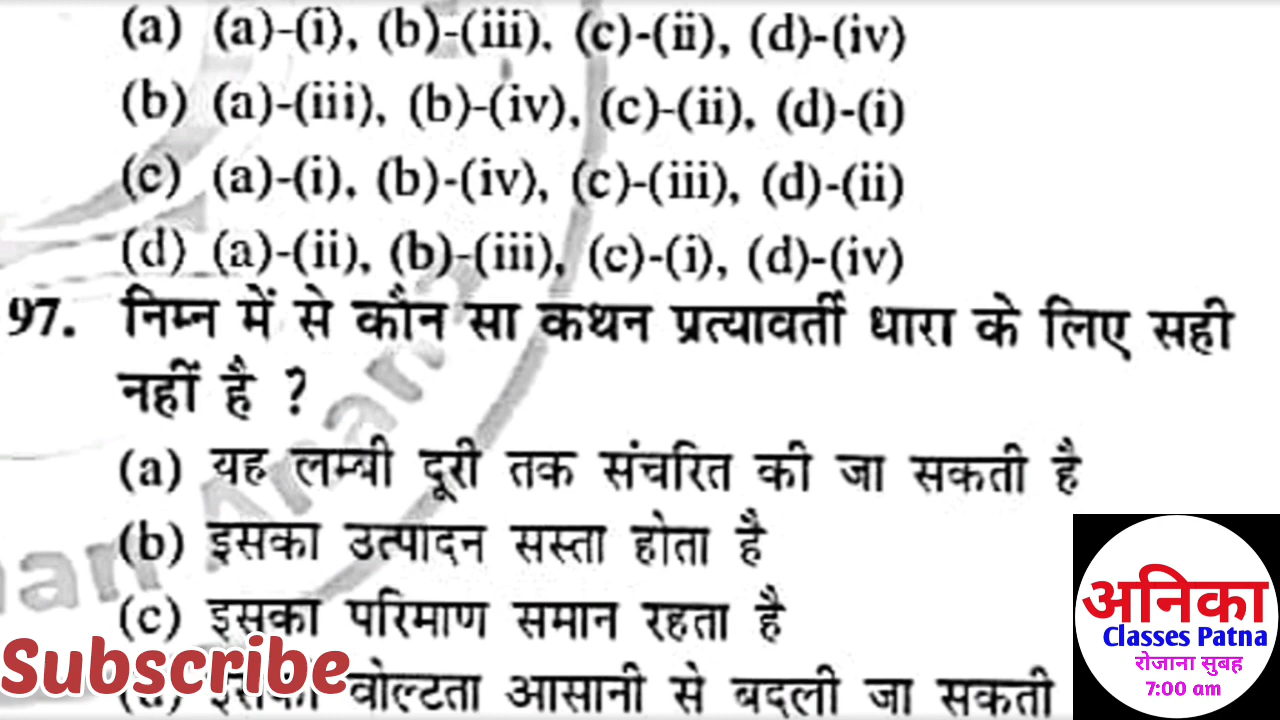 (a) (a)-(i), (b)-(iii). (c)-(ii), (d)-(iv)
(b) (a)-(iii), (b)-(iv), (c)-(ii), (d)-(i)
(c) (a)-(i), (b)-(iv), (c)-(iii), (d)-(ii)
(d) (a)-(ii), (b)-(iii), (c)-(i), (d)-(iv)
97. निम्न में से कौन सा कथन प्रत्यावर्ती धारा के लिए सही
नहीं है ?
(a) यह लम्बी दूरी तक संचरित की जा सकती है
(b) इसका उत्पादन सस्ता होता है
(c) इसका परिमाण समान रहता है
(d) इसकी वोल्टता आसानी से बदली जा सकती
Subscribe
अनिका
Classes Patna
रोजाना सुबह
7:00 am